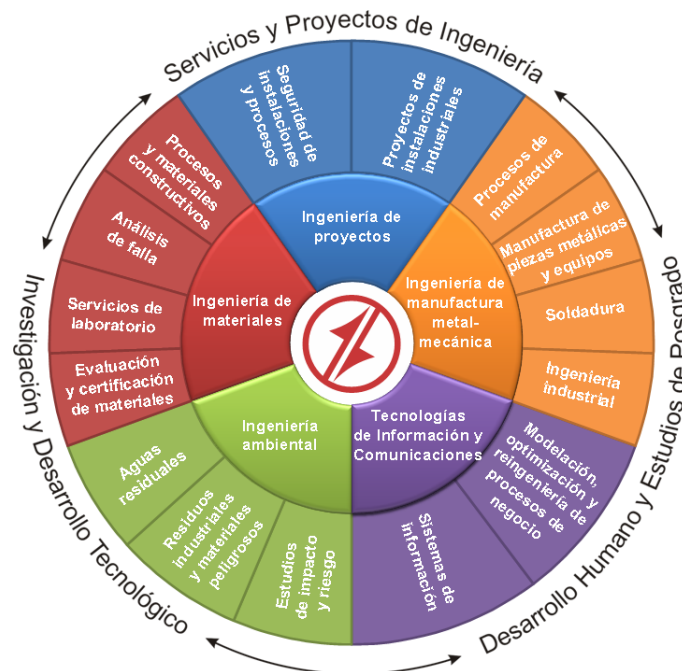 Servicios y Proyectos de Ingeniería
Desarrollo Humano y Estudios de Posgrado
Investigación y Desarrollo Tecnológico
Seguridad de
instalaciones
y procesos
Proyectos de
instalaciones
industriales
Procesos de
manufactura
Manufactura de
piezas metálicas
y equipos
Soldadura
Ingeniería
industrial
Modelación,
optimización y
reingeniería de
procesos de
negocio
Sistemas de
información
Estudios
de impacto
y riesgo
Residuos
industriales
y materiales
peligrosos
Aguas
residuales
Evaluación
y certificación
de materiales
Servicios de
laboratorio
Análisis
de falla
Procesos
y materiales
constructivos
Ingeniería de
proyectos
Ingeniería de
manufactura
metal-
mecánica
Tecnologías
de Información y
Comunicaciones
Ingeniería
ambiental
Ingeniería de
materiales